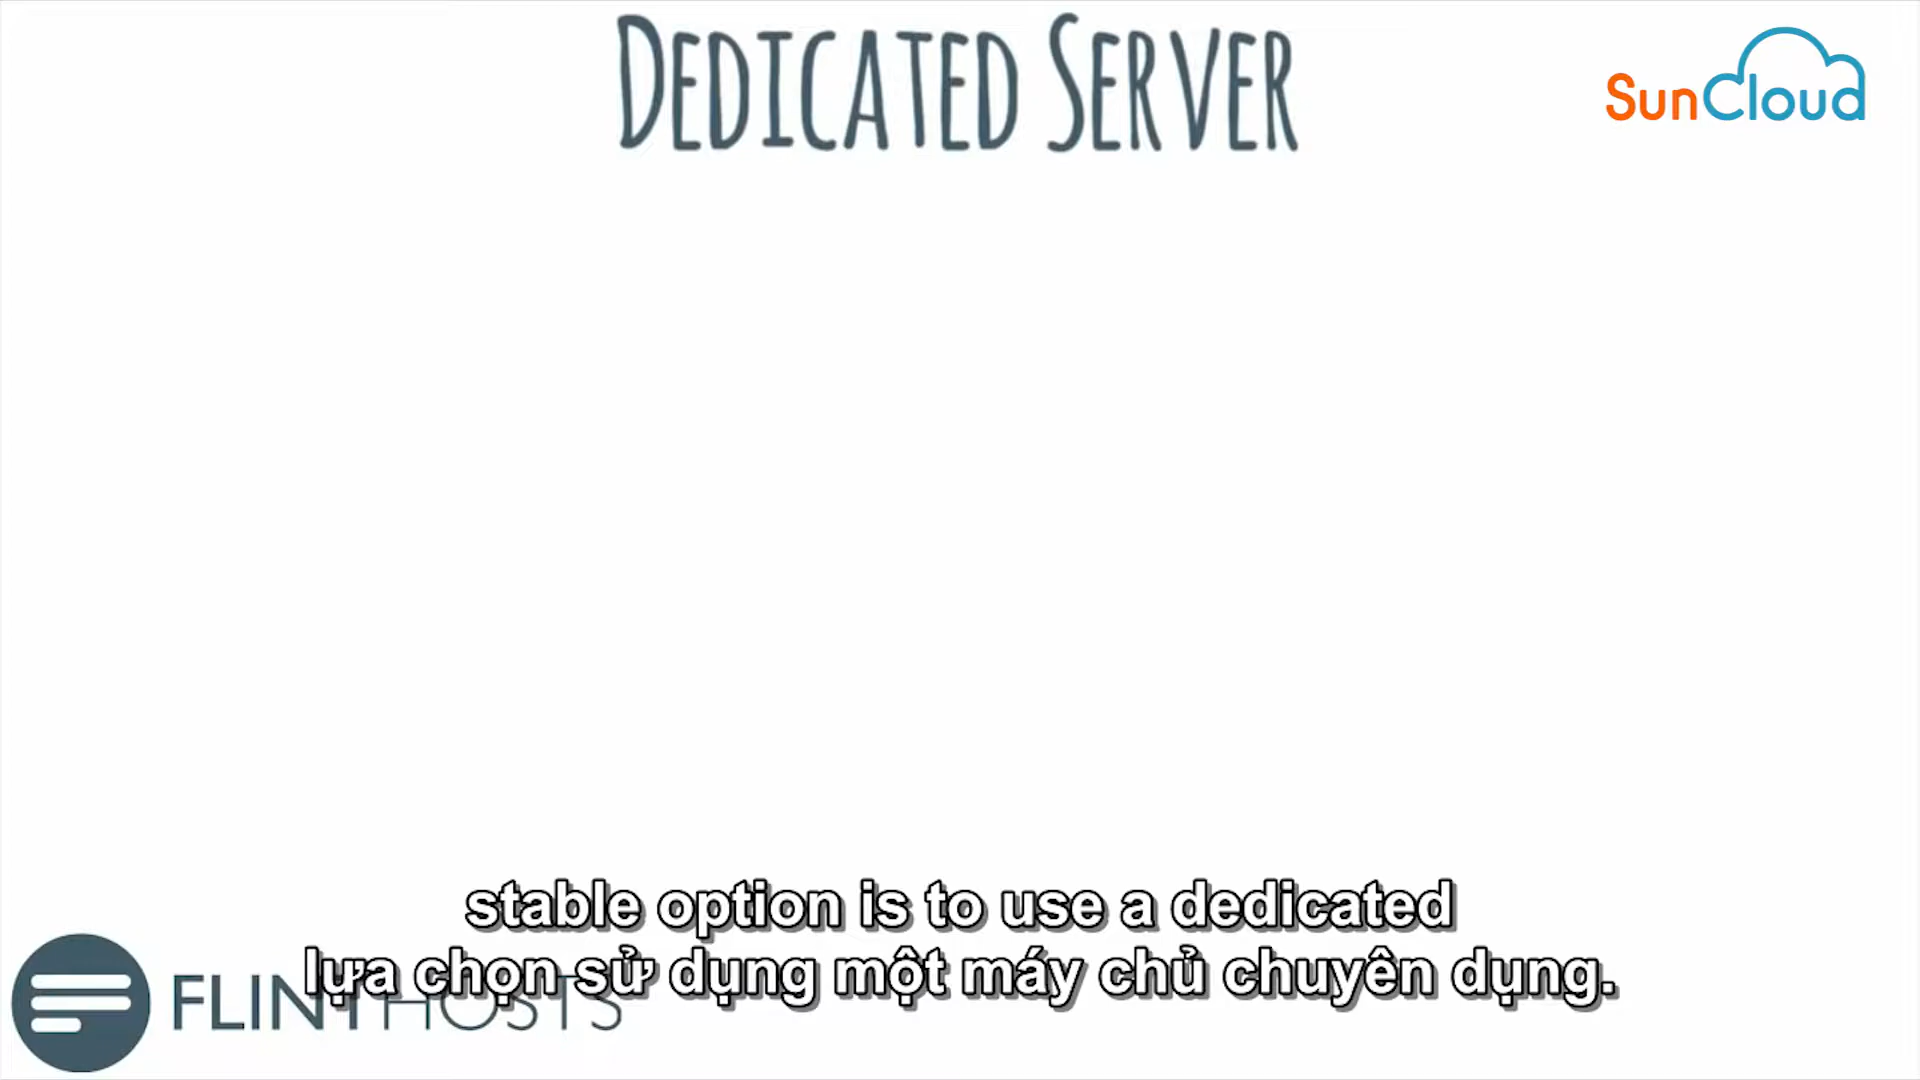 DEDICATED SERVER
SunCloud
stable option is to use a dedicated
lựa chọn sử dụng một máy chủ chuyên dụng.
FLINTHOSTS